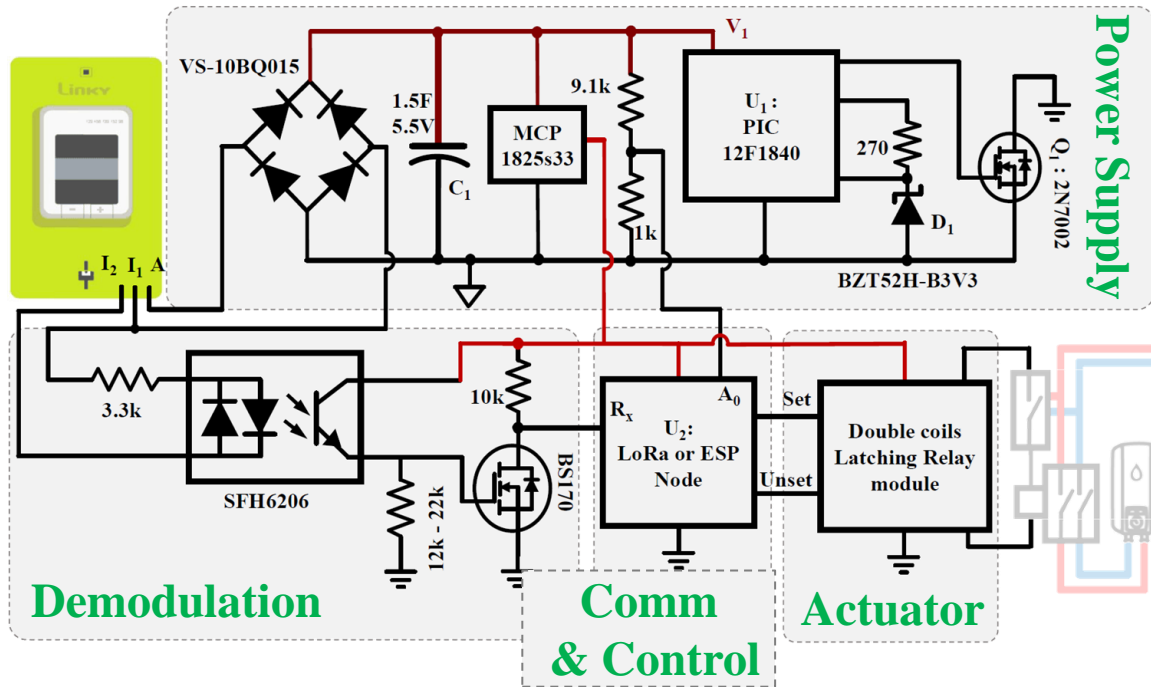 VS-10BQ015
V1
Power Supply
Linky
1.5F
5.5V
C1
MCP
1825s33
9.1k
1k
U1:
PIC
12F1840
270
D1
BZT52H-B3V3
Q1 : 2N7002
I2 I1 A
3.3k
SFH6206
12k - 22k
10k
BS170
Rx
A0
U2:
LoRa or ESP
Node
Set
Unset
Double coils
Latching Relay
module
Demodulation
Comm
& Control
Actuator